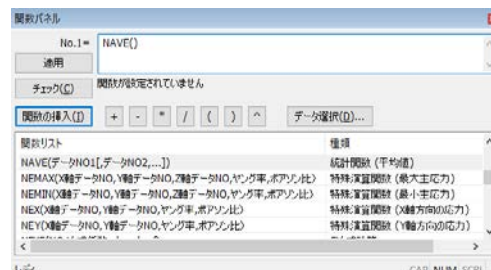 関数パネル
No.1= NAVE()
適用
チェック(C) 関数が設定されていません
関数の挿入(I) + - * / ( ) ^ データ選択(D)...
関数リスト 種類
NAVE(データNO1[,データNO2,...]) 統計関数 (平均値)
NEMAX(X軸データNO,Y軸データNO,Z軸データNO,ヤング率,ポアソン比) 特殊演算関数 (最大主応力)
NEMIN(X軸データNO,Y軸データNO,Z軸データNO,ヤング率,ポアソン比) 特殊演算関数 (最小主応力)
NEX(X軸データNO,Y軸データNO,ヤング率,ポアソン比) 特殊演算関数 (X軸方向の応力)
NEY(X軸データNO,Y軸データNO,ヤング率,ポアソン比) 特殊演算関数 (Y軸方向の応力)
レディ CAP NUM SCRL